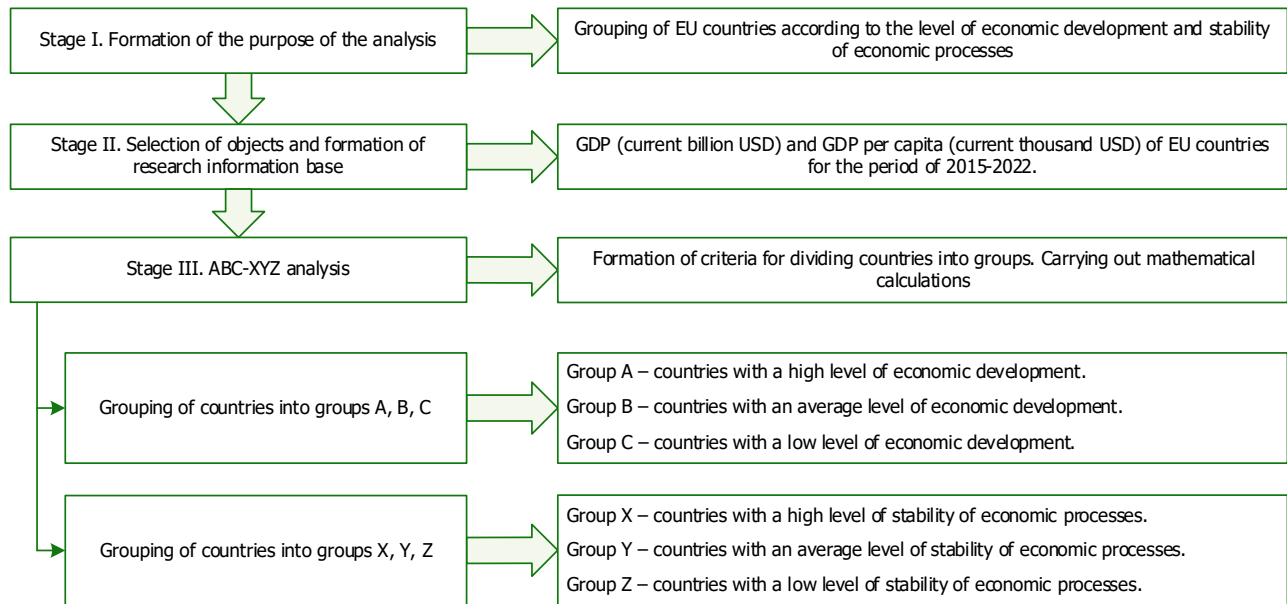 Stage I. Formation of the purpose of the analysis
Grouping of EU countries according to the level of economic development and stability
of economic processes
Stage II. Selection of objects and formation of
research information base
GDP (current billion USD) and GDP per capita (current thousand USD) of EU countries
for the period of 2015-2022.
Stage III. ABC-XYZ analysis
Formation of criteria for dividing countries into groups. Carrying out mathematical
calculations
Grouping of countries into groups A, B, C
Group A – countries with a high level of economic development.
Group B – countries with an average level of economic development.
Group C – countries with a low level of economic development.
Grouping of countries into groups X, Y, Z
Group X – countries with a high level of stability of economic processes.
Group Y – countries with an average level of stability of economic processes.
Group Z – countries with a low level of stability of economic processes.